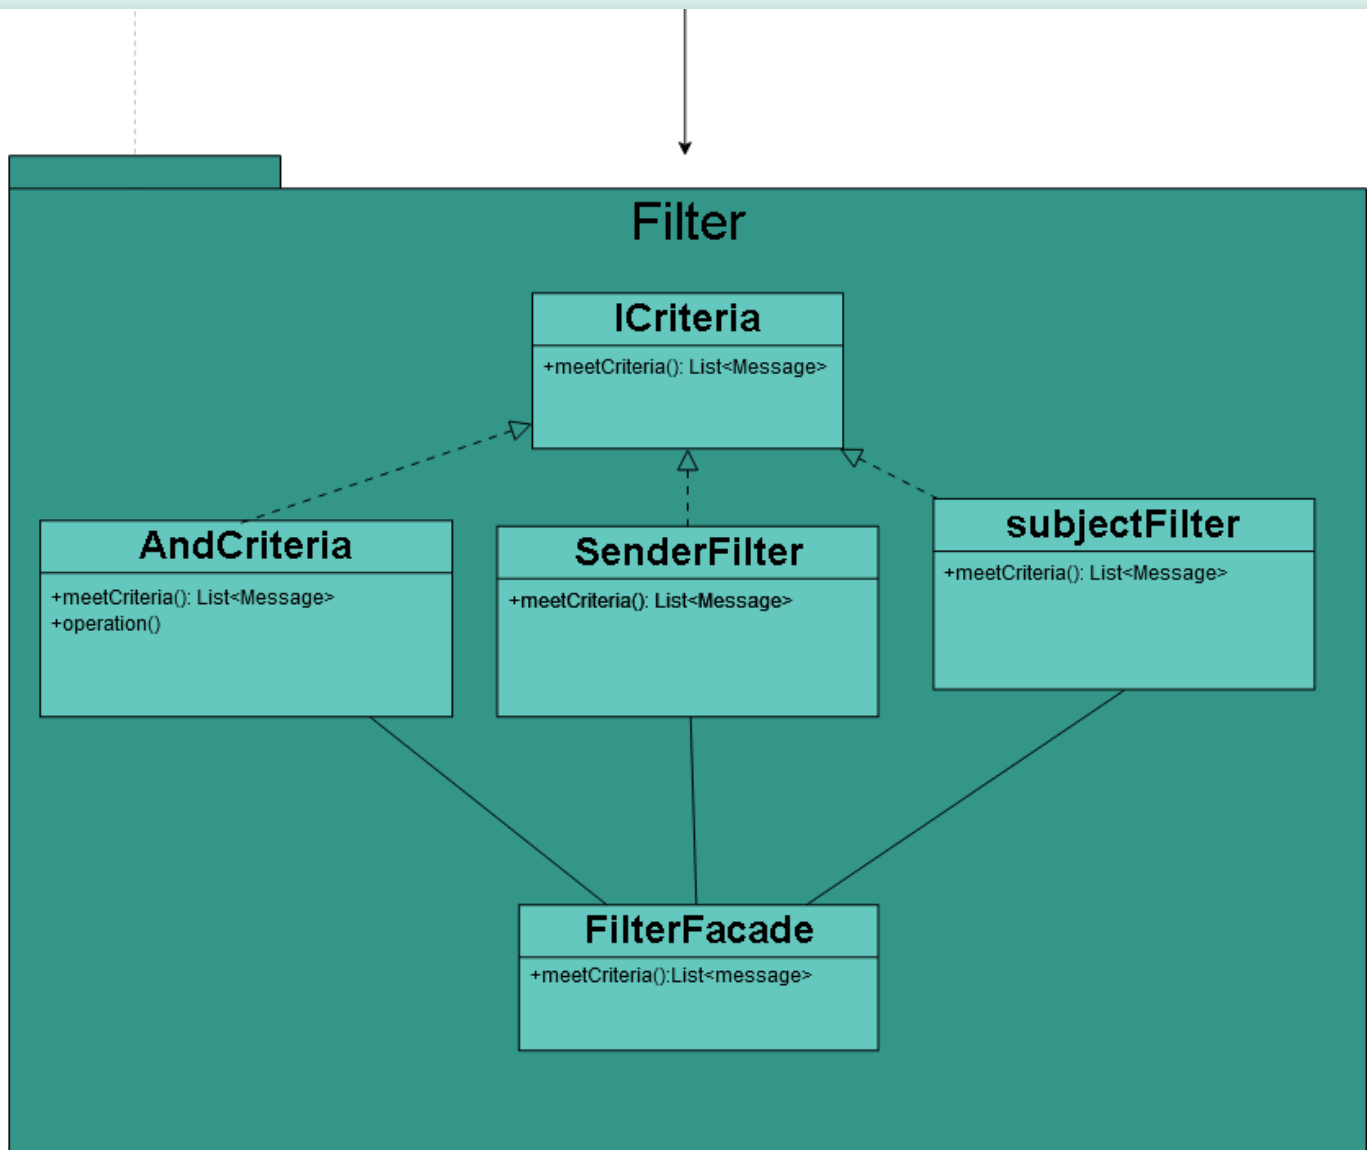 Filter
ICriteria
+meetCriteria(): List<Message>
AndCriteria
+meetCriteria(): List<Message>
+operation()
SenderFilter
+meetCriteria(): List<Message>
subjectFilter
+meetCriteria(): List<Message>
FilterFacade
+meetCriteria():List<message>